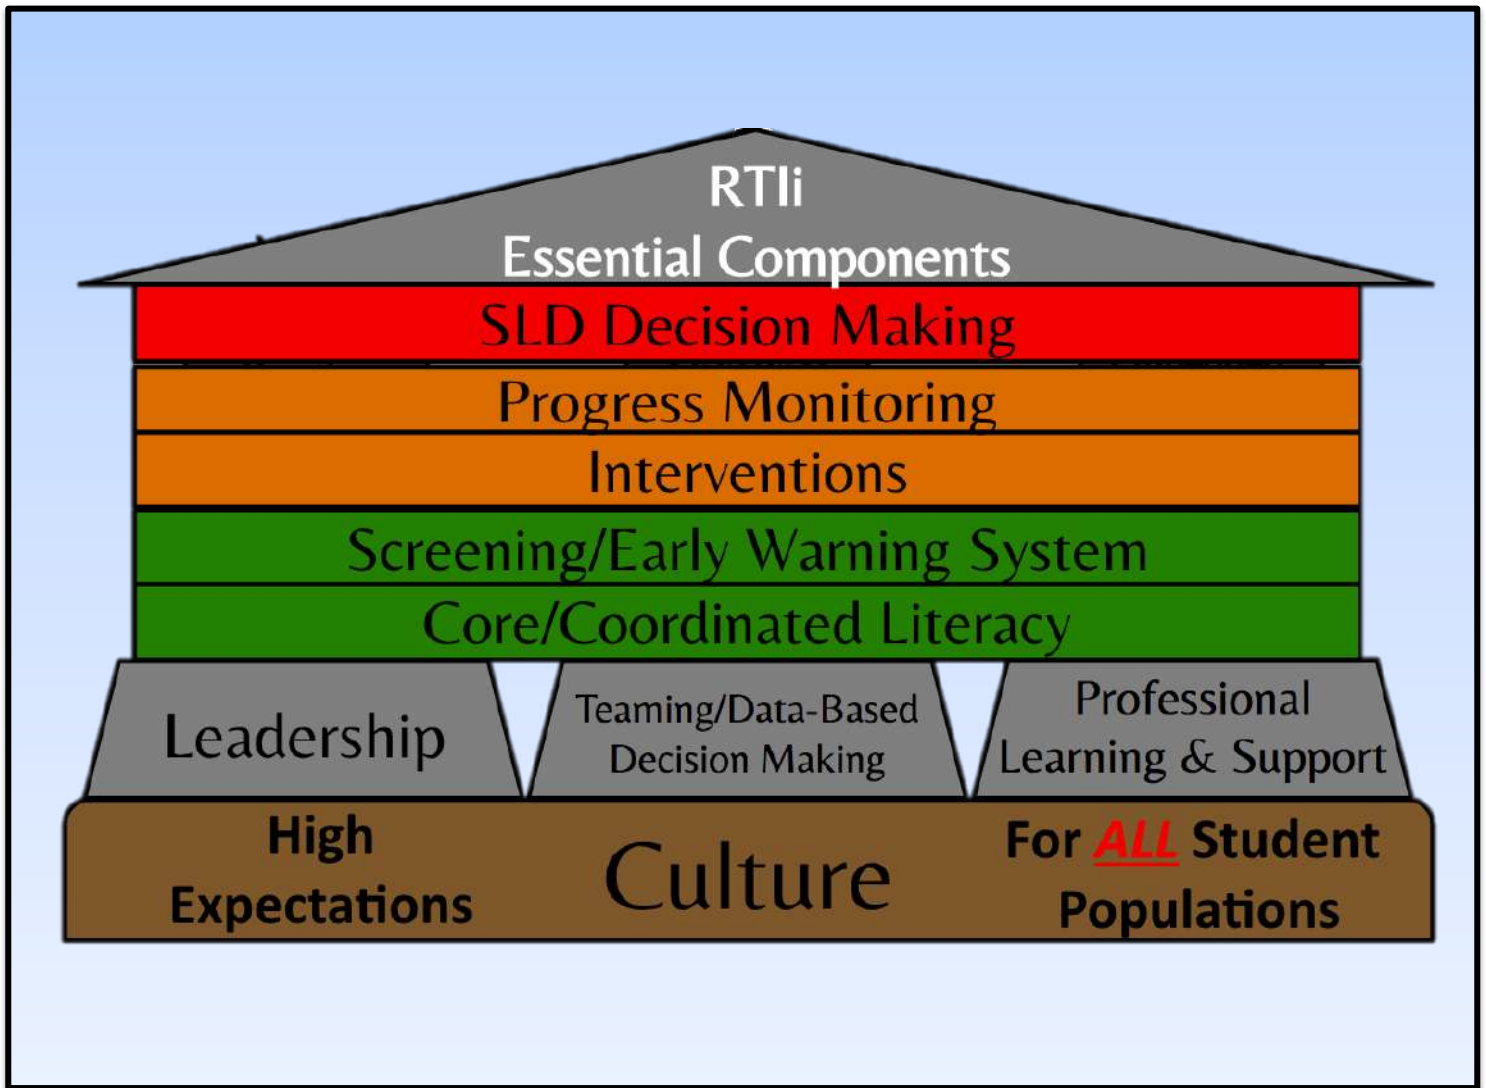 RTIi
Essential Components
SLD Decision Making
Progress Monitoring
Interventions
Screening/Early Warning System
Core/Coordinated Literacy
Leadership
Teaming/Data-Based
Decision Making
Professional
Learning & Support
High
Expectations
Culture
For ALL Student
Populations